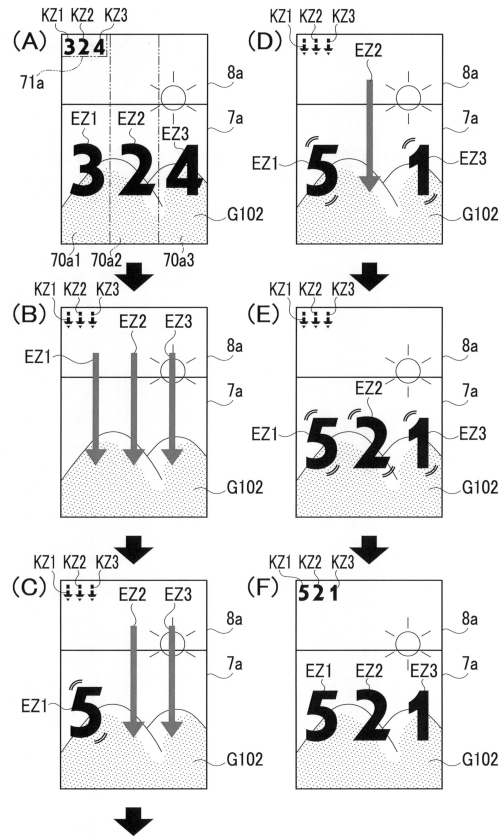 (A)
KZ1 KZ2 KZ3
324
71a
8a
7a
EZ1 EZ2 EZ3
3 2 4
G102
70a1 70a2 70a3
(B)
KZ1 KZ2 KZ3
EZ1 EZ2 EZ3
8a
7a
G102
(C)
KZ1 KZ2 KZ3
EZ2 EZ3
8a
7a
EZ1
5
G102
(D)
KZ1 KZ2 KZ3
EZ2
8a
7a
EZ1
5 1
EZ3
G102
(E)
KZ1 KZ2 KZ3
8a
7a
EZ2
EZ1
5 2 1
EZ3
G102
(F)
KZ1 KZ2 KZ3
521
8a
7a
EZ1 EZ2 EZ3
5 2 1
G102